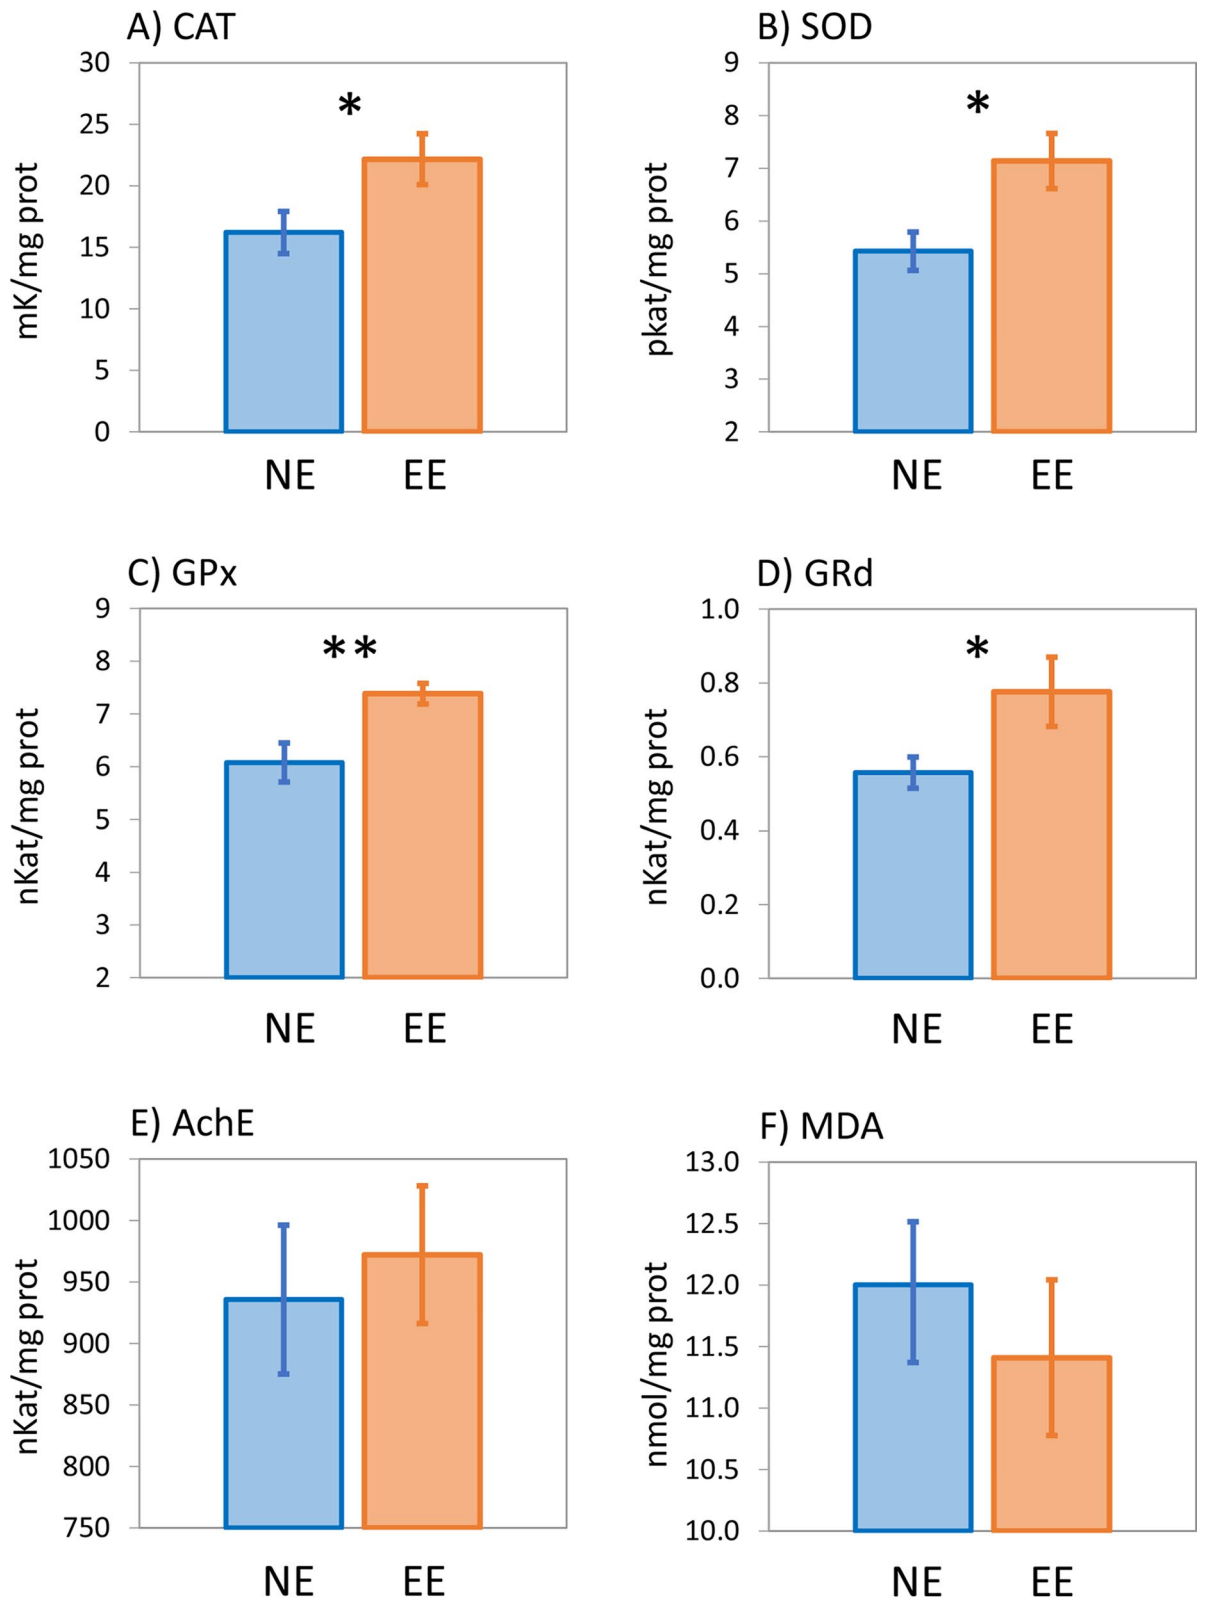 A) CAT
30
25
20
15
10
5
0
mK/mg prot
*
NE EE
B) SOD
9
8
7
6
5
4
3
2
pkat/mg prot
*
NE EE
C) GPx
9
8
7
6
5
4
3
2
nKat/mg prot
**
NE EE
D) GRd
1.0
0.8
0.6
0.4
0.2
0.0
nKat/mg prot
*
NE EE
E) AchE
1050
1000
950
900
850
800
750
nKat/mg prot
NE EE
F) MDA
13.0
12.5
12.0
11.5
11.0
10.5
10.0
nmol/mg prot
NE EE